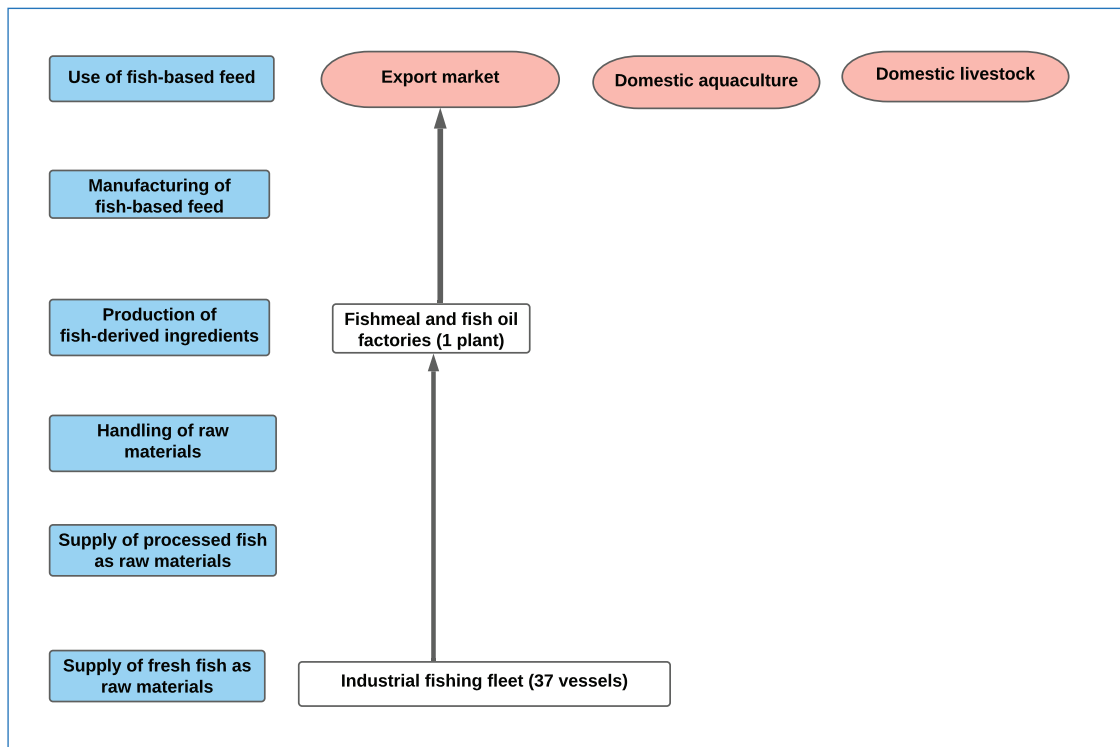 Use of fish-based feed
Export market
Domestic aquaculture
Domestic livestock
Manufacturing of
fish-based feed
Production of
fish-derived ingredients
Fishmeal and fish oil
factories (1 plant)
Handling of raw
materials
Supply of processed fish
as raw materials
Supply of fresh fish as
raw materials
Industrial fishing fleet (37 vessels)